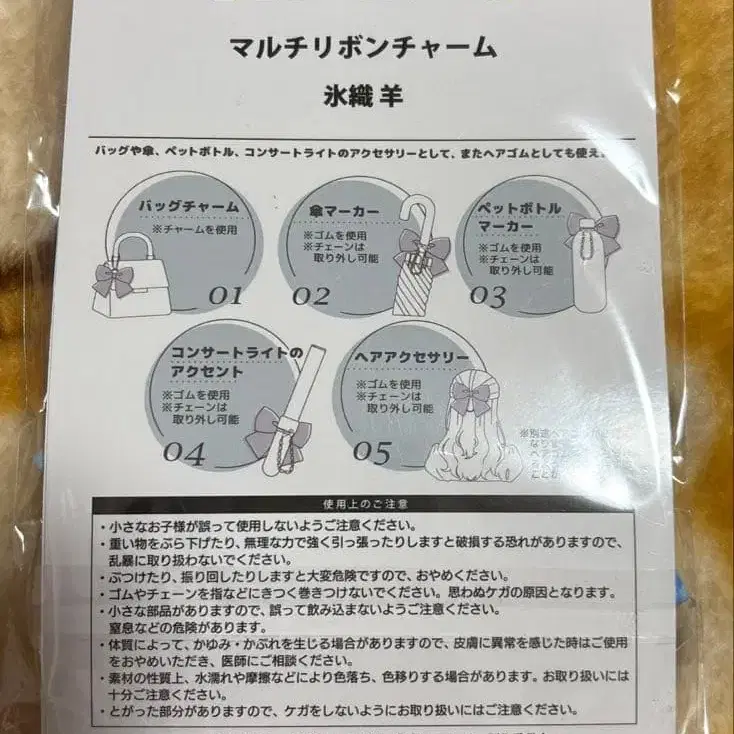 マルチリボンチャーム
氷織 羊
バッグや傘、ペットボトル、コンサートライトのアクセサリーとして、またヘアゴムとしても使え
バッグチャーム
※チャームを使用
01
傘マーカー
※ゴムを使用
※チェーンは
取り外し可能
02
ペットボトル
マーカー
※ゴムを使用
※チェーンは
取り外し可能
03
コンサートライトの
アクセント
※ゴムを使用
※チェーンは
取り外し可能
04
ヘアアクセサリー
※ゴムを使用
※チェーンは
取り外し可能
05
使用上のご注意
・小さなお子様が誤って使用しないようご注意ください。
・重い物をぶら下げたり、無理な力で強く引っ張ったりしますと破損する恐れがありますので、
乱暴に取り扱わないでください。
・ぶつけたり、振り回したりしますと大変危険ですので、おやめください。
・ゴムやチェーンを指などにきつく巻きつけないでください。思わぬケガの原因となります。
・小さな部品がありますので、誤って飲み込まないようご注意ください。
窒息などの危険があります。
・体質によって、かゆみ・かぶれを生じる場合がありますので、皮膚に異常を感じた時はご使用
をおやめいただき、医師にご相談ください。
・素材の性質上、水濡れや摩擦などにより色落ち、色移りする場合があります。お取り扱いには
十分ご注意ください。
・とがった部分がありますので、ケガをしないようにお取り扱いにはご注意ください。